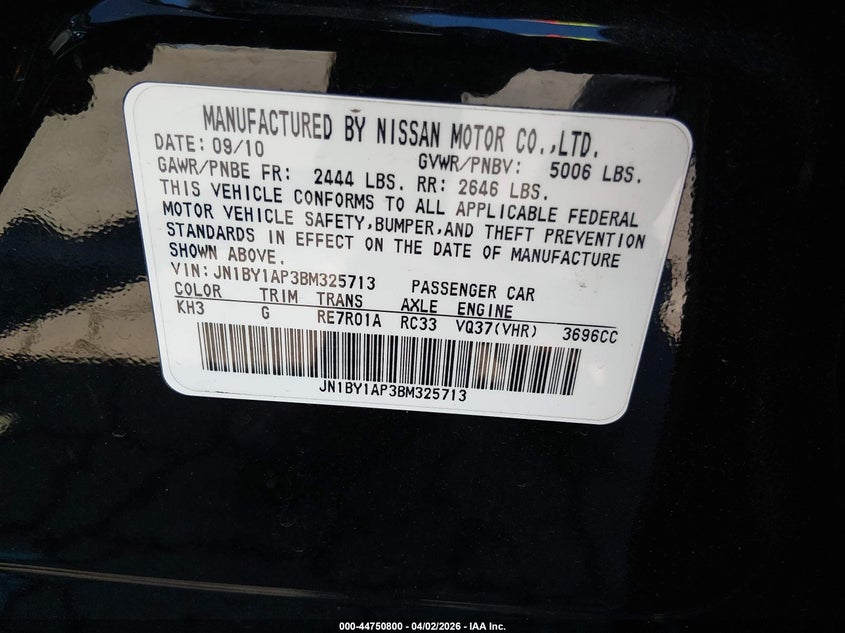 MANUFACTURED BY NISSAN MOTOR CO.,LTD.
DATE: 09/10 GVWR/PNBV: 5006 LBS.
GAWR/PNBE FR: 2444 LBS. RR: 2646 LBS.
THIS VEHICLE CONFORMS TO ALL APPLICABLE FEDERAL
MOTOR VEHICLE SAFETY,BUMPER,AND THEFT PREVENTION
STANDARDS IN EFFECT ON THE DATE OF MANUFACTURE
SHOWN ABOVE.
VIN:JN1BY1AP3BM325713 PASSENGER CAR
COLOR TRIM TRANS AXLE ENGINE
KH3 G RE7R01A RC33 VQ37(VHR) 3696CC
JN1BY1AP3BM325713
000-44750800 - 04/02/2026 - IAA Inc.